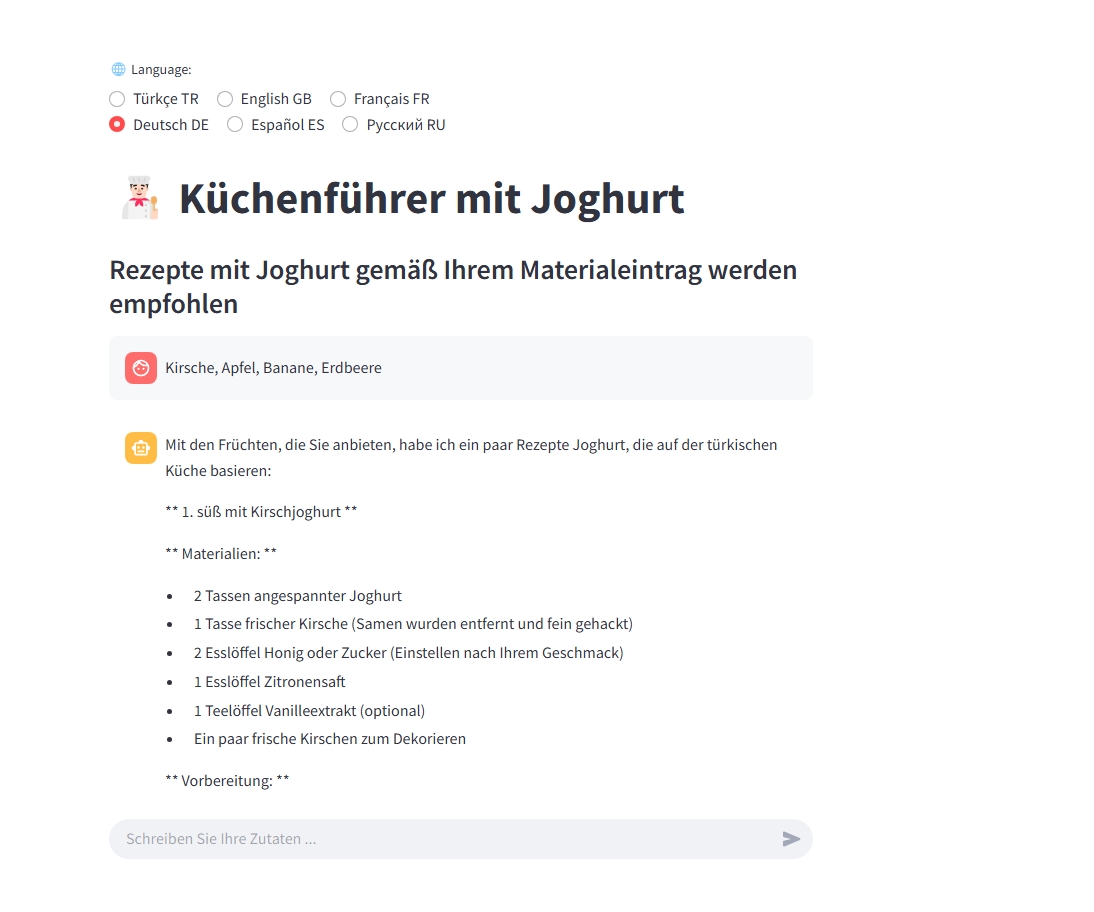 Language:
Türkçe TR English GB Français FR
Deutsch DE Español ES Русский RU
Küchenführer mit Joghurt
Rezepte mit Joghurt gemäß Ihrem Materialeintrag werden
empfohlen
Kirsche, Apfel, Banane, Erdbeere
Mit den Früchten, die Sie anbieten, habe ich ein paar Rezepte Joghurt, die auf der türkischen
Küche basieren:
** 1. süß mit Kirschjoghurt **
** Materialien: **
• 2 Tassen angespannter Joghurt
• 1 Tasse frischer Kirsche (Samen wurden entfernt und fein gehackt)
• 2 Esslöffel Honig oder Zucker (Einstellen nach Ihrem Geschmack)
• 1 Esslöffel Zitronensaft
• 1 Teelöffel Vanilleextrakt (optional)
• Ein paar frische Kirschen zum Dekorieren
** Vorbereitung: **
Schreiben Sie Ihre Zutaten ...